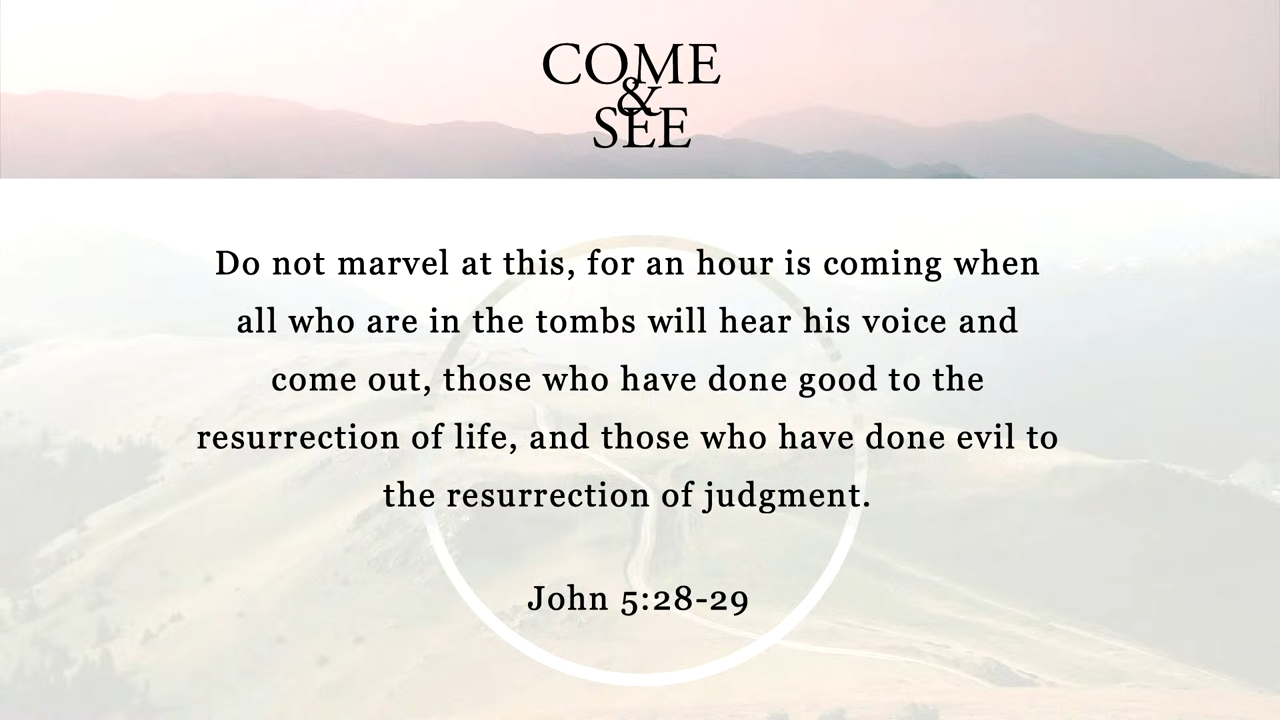 COME
&
SEE
Do not marvel at this, for an hour is coming when
all who are in the tombs will hear his voice and
come out, those who have done good to the
resurrection of life, and those who have done evil to
the resurrection of judgment.
John 5:28-29